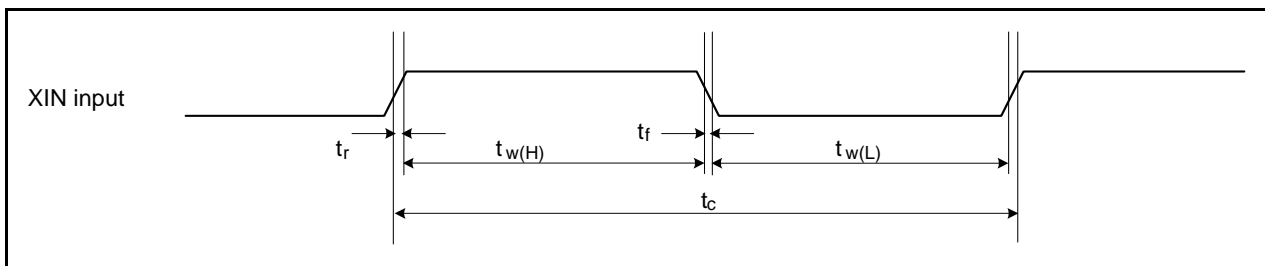 XIN input
tr
tw(H)
tf
tw(L)
tc